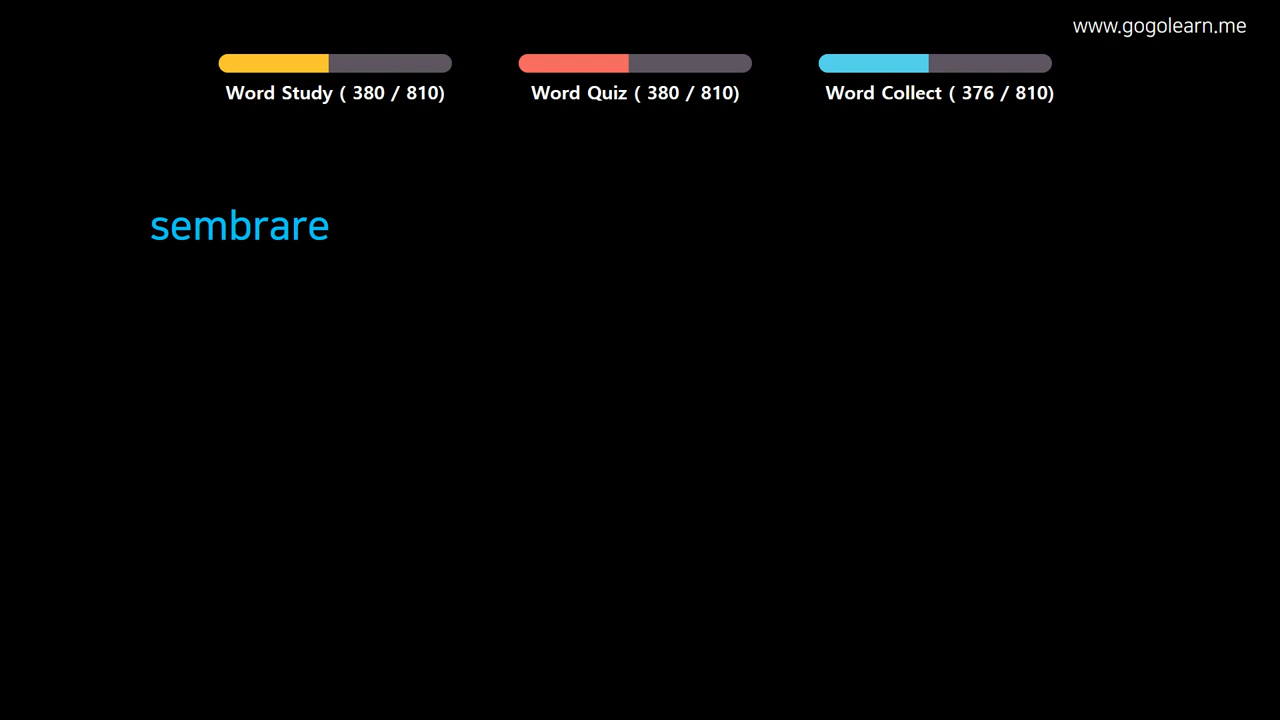 www.gogolearn.me
Word Study ( 380 / 810)
Word Quiz ( 380 / 810)
Word Collect ( 376 / 810)
sembrare